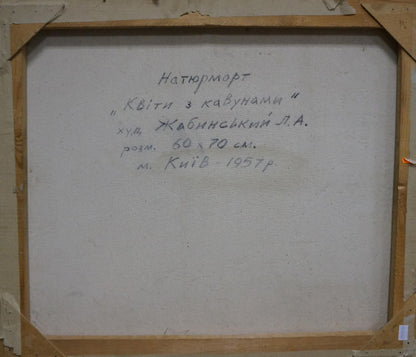 Натюрморт
„Квіти з кавунами"
худ. Жабинський Л.А.
розм. 60 х 70 см.
м. Київ - 1957 р.